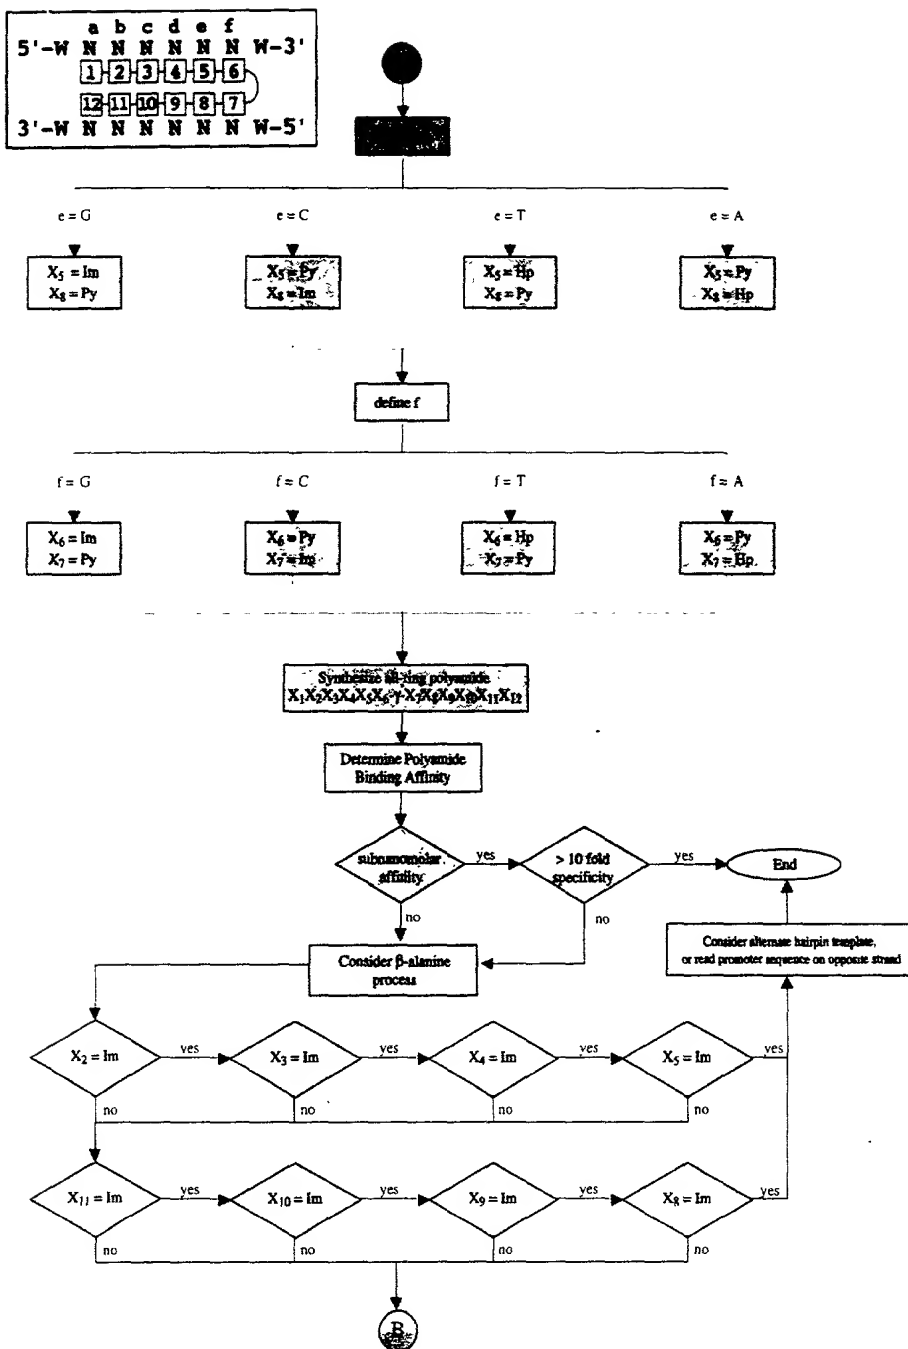 a b c d e f
5'-W N N N N N N W-3'
1 2 3 4 5 6
12 11 10 9 8 7
3'-W N N N N N N W-5'
e = G
e = C
e = T
e = A
X5 = Im
X8 = Py
X5 = Py
X8 = Im
X5 = Hp
X8 = Py
X5 = Py
X8 = Hp
define f
f = G
f = C
f = T
f = A
X6 = Im
X7 = Py
X6 = Py
X7 = Im
X6 = Hp
X7 = Py
X6 = Py
X7 = Hp
Synthesize all-ring polyamide
X1X2X3X4X5X6-γ-X7X8X9X10X11X12
Determine Polyamide
Binding Affinity
subnanomolar
affinity
yes
> 10 fold
specificity
yes
End
no
no
Consider β-alanine
process
Consider alternate hairpin template,
or read promoter sequence on opposite strand
X2 = Im
yes
X3 = Im
yes
X4 = Im
yes
X5 = Im
yes
no
no
no
no
X11 = Im
yes
X10 = Im
yes
X9 = Im
yes
X8 = Im
yes
no
no
no
no
B